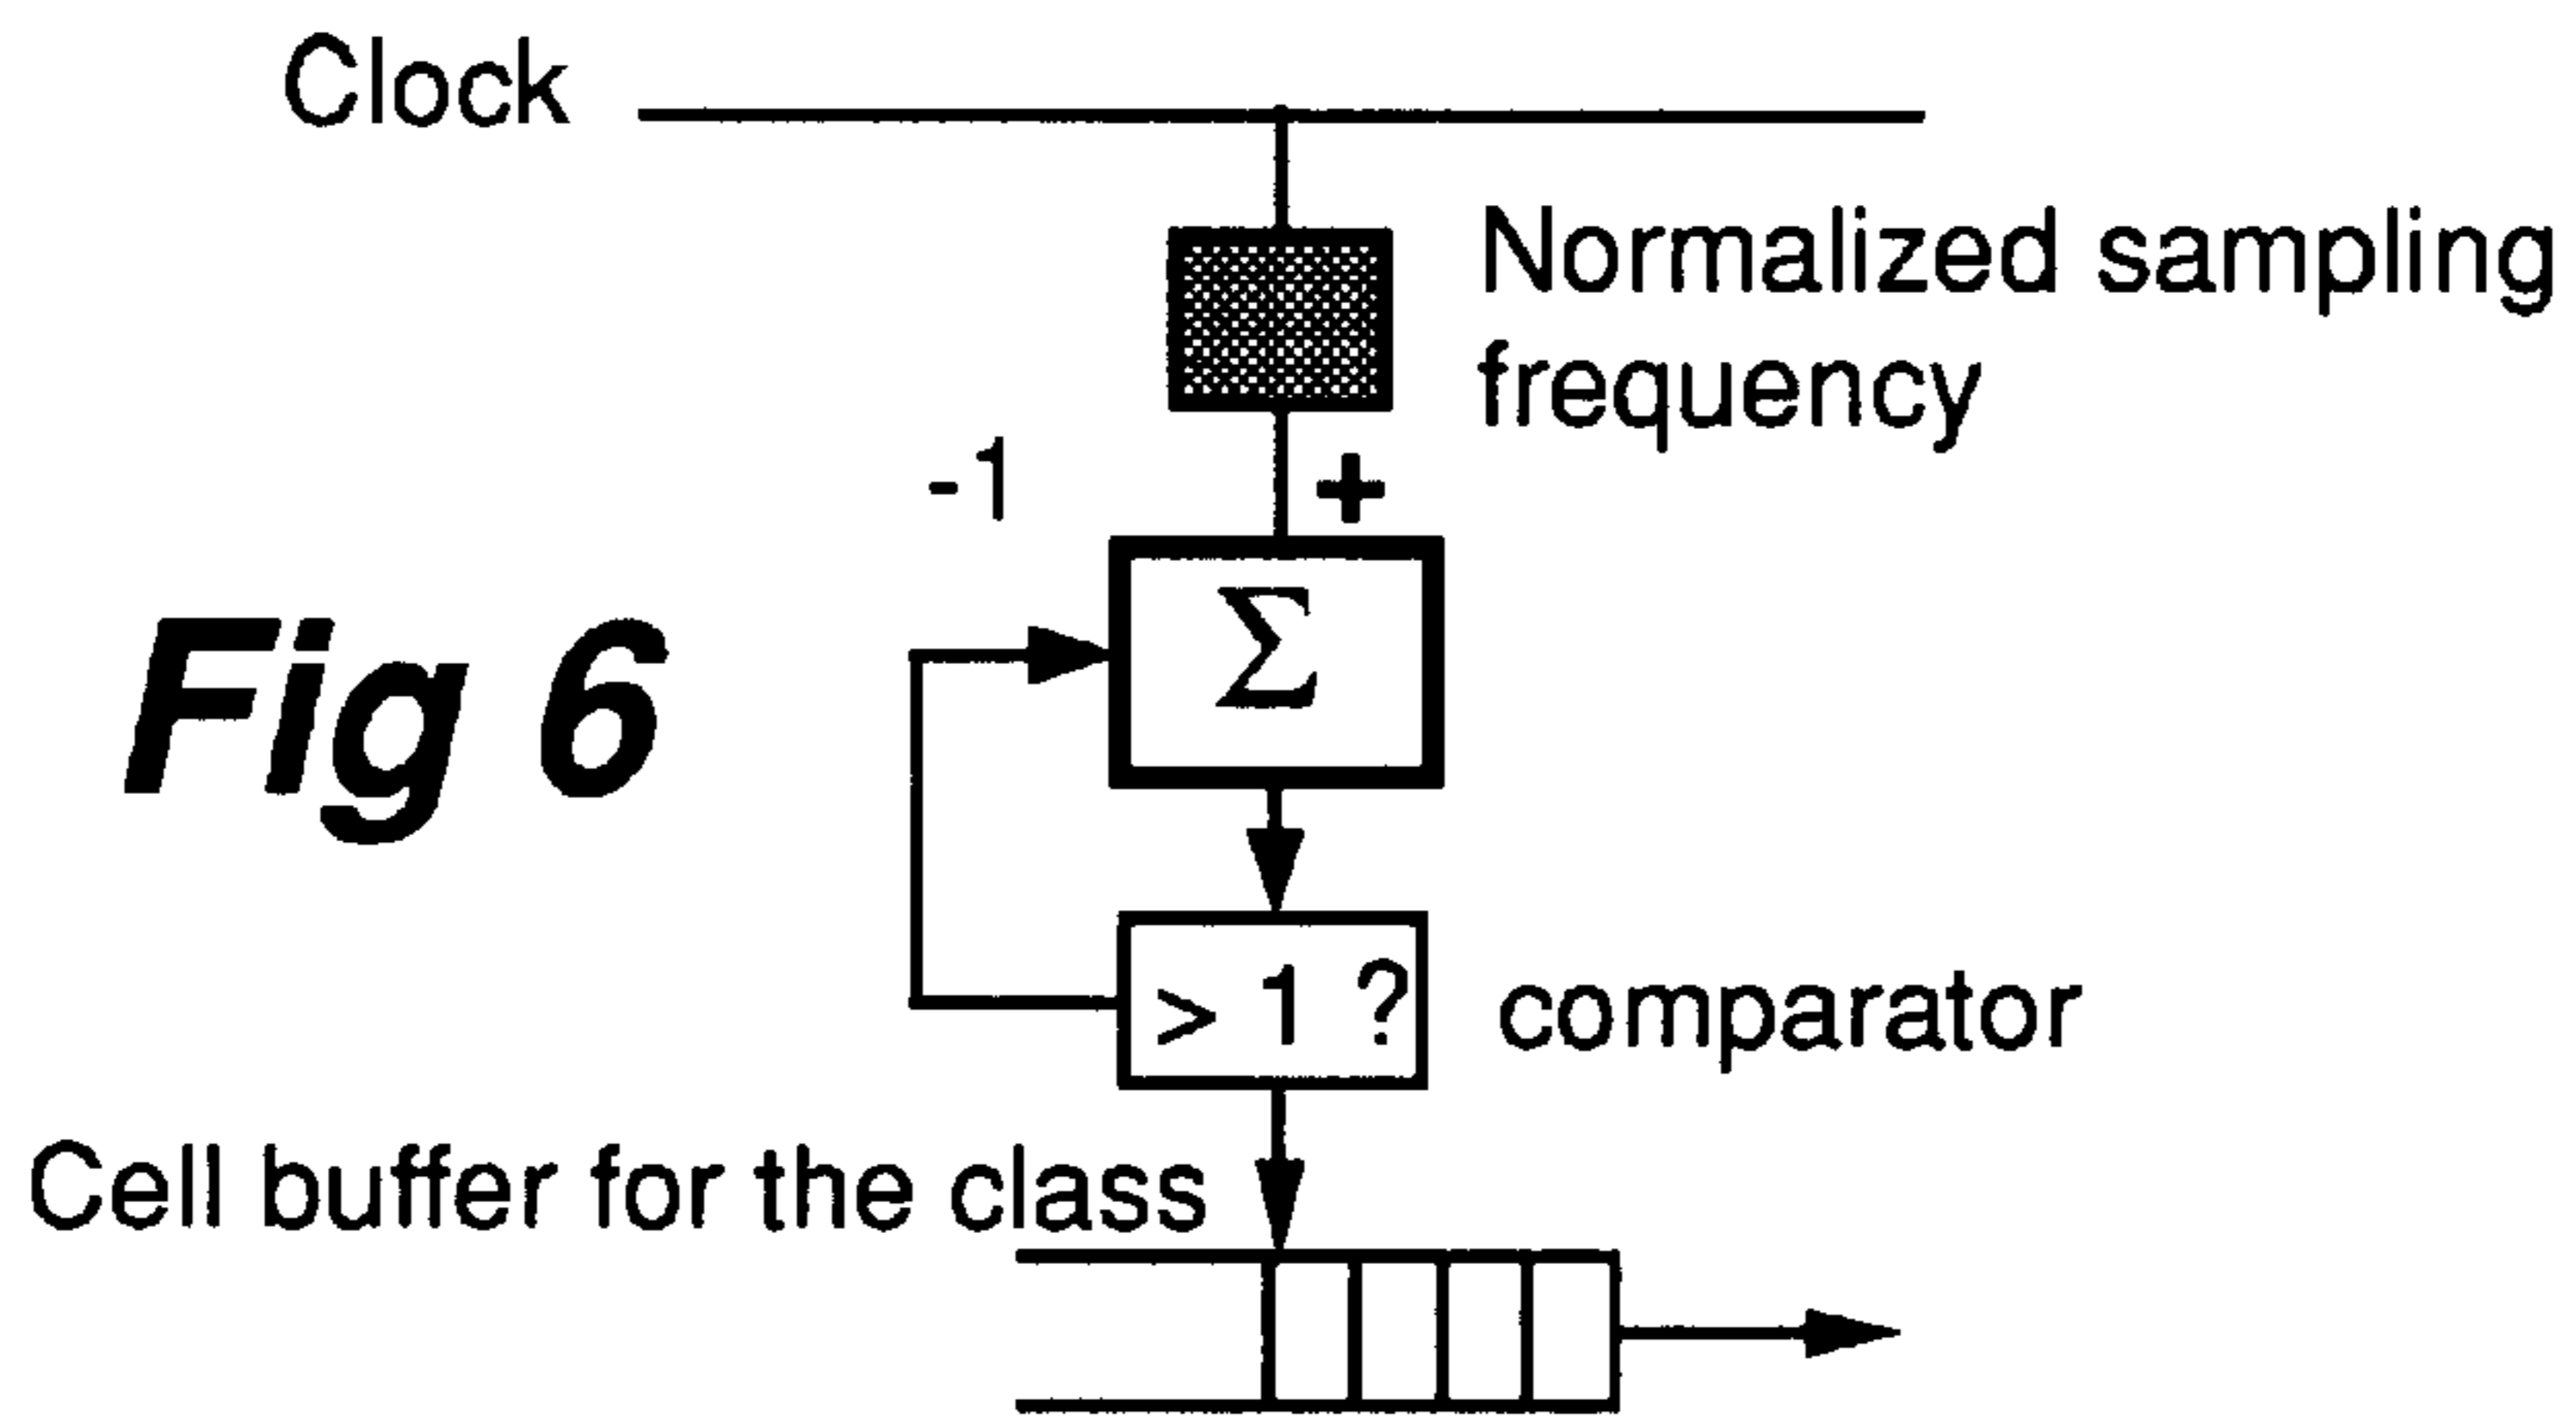 Clock
Normalized sampling
frequency
-1
+
Σ
Fig 6
> 1 ?
comparator
Cell buffer for the class